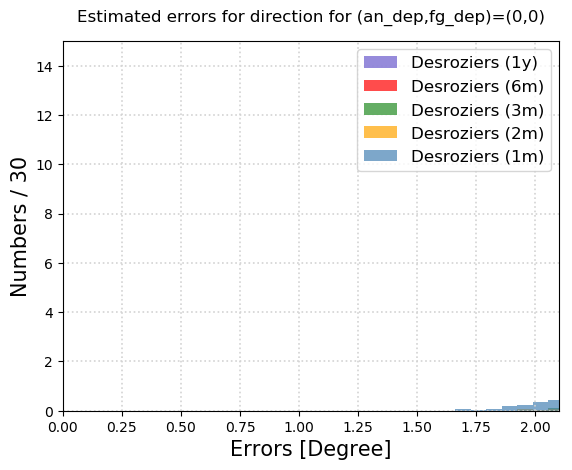 Estimated errors for direction for (an_dep,fg_dep)=(0,0)
Desroziers (1y)
Desroziers (6m)
Desroziers (3m)
Desroziers (2m)
Desroziers (1m)
Numbers / 30
14
12
10
8
6
4
2
0
0.00 0.25 0.50 0.75 1.00 1.25 1.50 1.75 2.00
Errors [Degree]